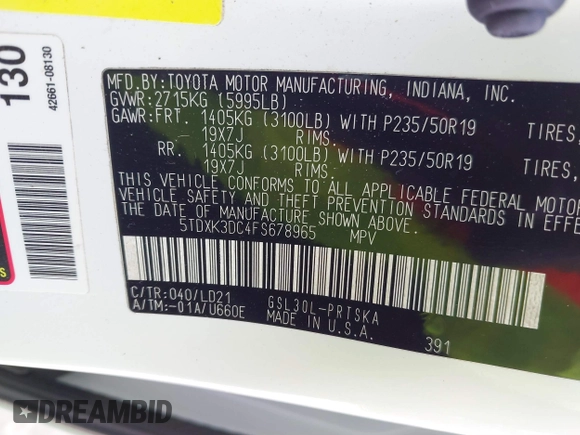 130
42661-08130
MFD.BY:TOYOTA MOTOR MANUFACTURING, INDIANA, INC.
GVWR:2715KG (5995LB)
GAWR:FRT. 1405KG (3100LB) WITH P235/50R19 TIRES,
19X7J RIMS.
RR. 1405KG (3100LB) WITH P235/50R19 TIRES,
19X7J RIMS.
THIS VEHICLE CONFORMS TO ALL APPLICABLE FEDERAL MOTOR
VEHICLE SAFETY STANDARDS IN EFFE
THE DATE OF MANUFACTURE SHOWN ABOVE.
5TDXK3DC4FS678965 MPV
C/TR:040/LD21 GSL30L-PRTSKA
A/TM:-01A/U660E MADE IN U.S.A.
391
DREAMBID